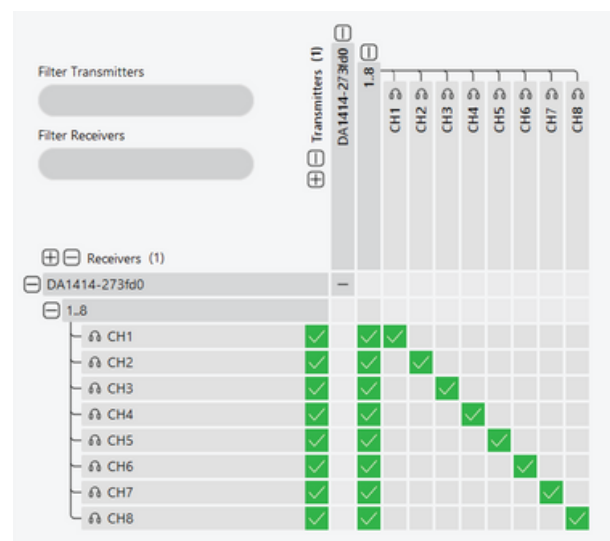 Filter Transmitters
Filter Receivers
Transmitters (1)
DA1414-273fd0
1..8
CH1
CH2
CH3
CH4
CH5
CH6
CH7
CH8
Receivers (1)
DA1414-273fd0
1..8
CH1
CH2
CH3
CH4
CH5
CH6
CH7
CH8